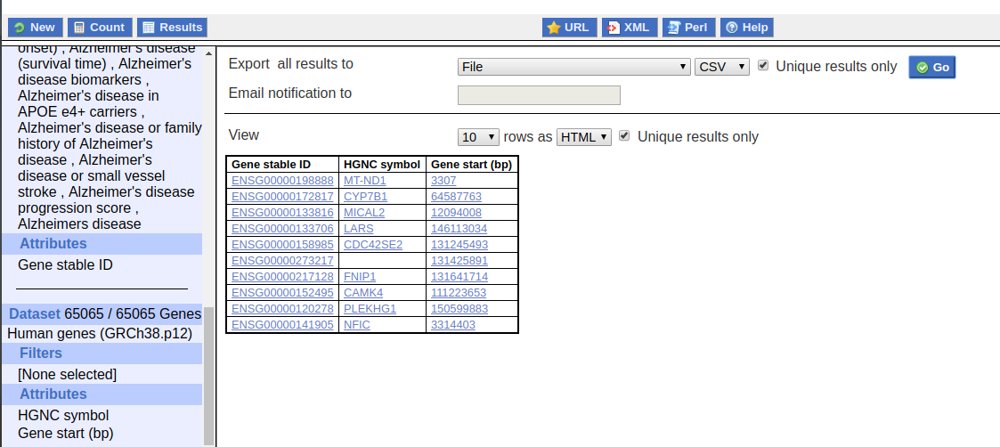 New Count Results URL XML Perl Help
onset) , Alzheimer's disease
(survival time) , Alzheimer's
disease biomarkers ,
Alzheimer's disease in
APOE e4+ carriers ,
Alzheimer's disease or family
history of Alzheimer's
disease , Alzheimer's
disease or small vessel
stroke , Alzheimer's disease
progression score ,
Alzheimers disease
Attributes
Gene stable ID
Dataset 65065 / 65065 Genes
Human genes (GRCh38.p12)
Filters
[None selected]
Attributes
HGNC symbol
Gene start (bp)
Export all results to File CSV Unique results only Go
Email notification to
View 10 rows as HTML Unique results only
Gene stable ID HGNC symbol Gene start (bp)
ENSG00000198888 MT-ND1 3307
ENSG00000172817 CYP7B1 64587763
ENSG00000133816 MICAL2 12094008
ENSG00000133706 LARS 146113034
ENSG00000158985 CDC42SE2 131245493
ENSG00000273217 131425891
ENSG00000217128 FNIP1 131641714
ENSG00000152495 CAMK4 111223653
ENSG00000120278 PLEKHG1 150599883
ENSG00000141905 NFIC 3314403